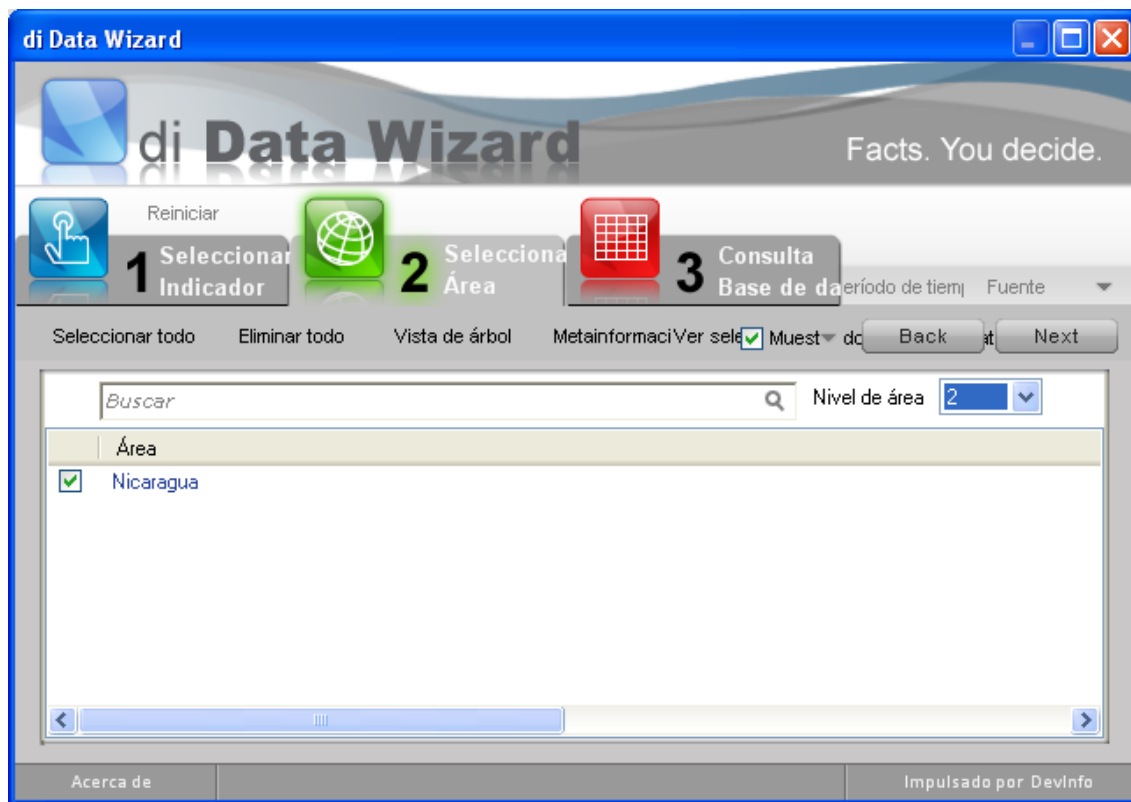 di Data Wizard
di Data Wizard
Facts. You decide.
Reiniciar
1 Seleccionar
Indicador
2 Selecciona
Área
3 Consulta
Base de da
eríodo de tiem
Fuente
Seleccionar todo
Eliminar todo
Vista de árbol
Metainformaci
Ver sele
Muest
do
Back
at
Next
Buscar
Nivel de área
2
Área
Nicaragua
Acerca de
Impulsado por DevInfo